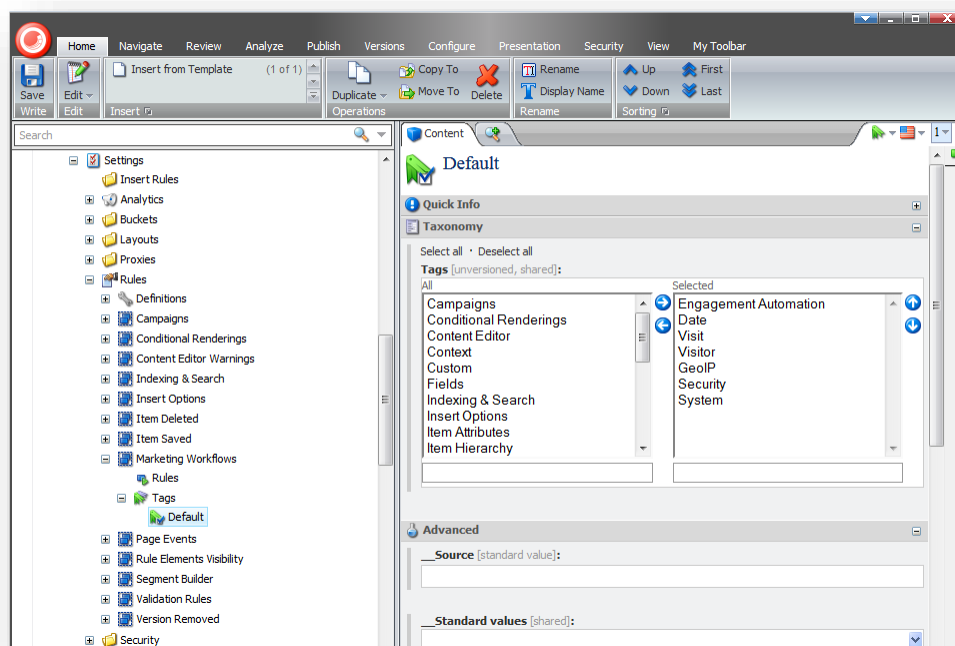 Home Navigate Review Analyze Publish Versions Configure Presentation Security View My Toolbar
Save
Write
Edit
Edit
Insert from Template (1 of 1)
Insert
Duplicate
Copy To
Move To
Delete
Operations
Rename
Display Name
Rename
Up
Down
First
Last
Sorting
Search
Settings
Insert Rules
Analytics
Buckets
Layouts
Proxies
Rules
Definitions
Campaigns
Conditional Renderings
Content Editor Warnings
Indexing & Search
Insert Options
Item Deleted
Item Saved
Marketing Workflows
Rules
Tags
Default
Page Events
Rule Elements Visibility
Segment Builder
Validation Rules
Version Removed
Security
Content
1
Default
Quick Info
Taxonomy
Select all · Deselect all
Tags [unversioned, shared]:
All
Campaigns
Conditional Renderings
Content Editor
Context
Custom
Fields
Indexing & Search
Insert Options
Item Attributes
Item Hierarchy
Selected
Engagement Automation
Date
Visit
Visitor
GeoIP
Security
System
Advanced
__Source [standard value]:
__Standard values [shared]: